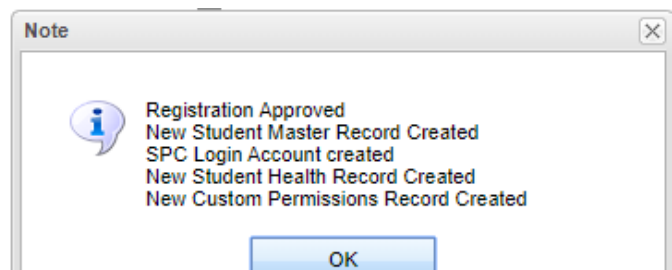 Note
Registration Approved
New Student Master Record Created
SPC Login Account created
New Student Health Record Created
New Custom Permissions Record Created
OK